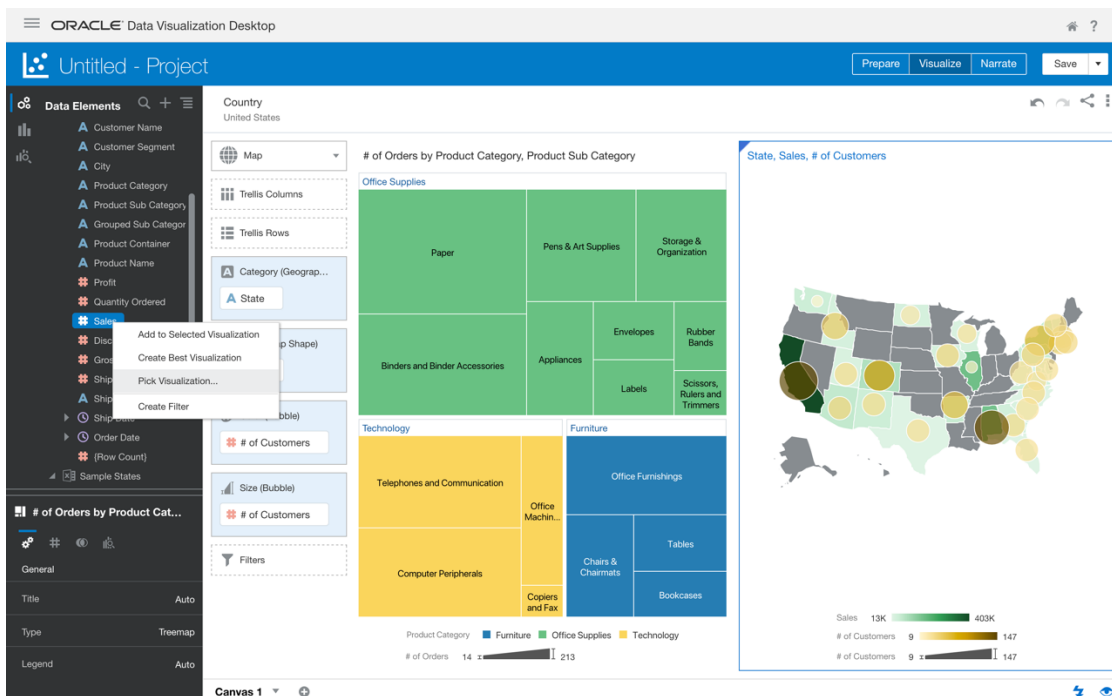 ORACLE Data Visualization Desktop
?
Untitled - Project
Prepare Visualize Narrate Save
Data Elements
Customer Name
Customer Segment
City
Product Category
Product Sub Category
Grouped Sub Categor
Product Container
Product Name
Profit
Quantity Ordered
Sales
Disc
Gros
Ship
Ship
Ship Date
Order Date
(Row Count)
Sample States
Add to Selected Visualization
Create Best Visualization
Pick Visualization...
Create Filter
# of Orders by Product Cat...
General
Title Auto
Type Treemap
Legend Auto
Country
United States
Map
Trellis Columns
Trellis Rows
Category (Geograp...
State
p Shape)
# of Customers
Size (Bubble)
# of Customers
Filters
# of Orders by Product Category, Product Sub Category
Office Supplies
Paper
Pens & Art Supplies
Storage &
Organization
Binders and Binder Accessories
Appliances
Envelopes
Rubber
Bands
Labels
Scissors,
Rulers and
Trimmers
Technology
Telephones and Communication
Office
Machin...
Computer Peripherals
Copiers
and Fax
Furniture
Office Furnishings
Chairs &
Chairmats
Tables
Bookcases
Product Category Furniture Office Supplies Technology
# of Orders 14 213
State, Sales, # of Customers
Sales 13K 403K
# of Customers 9 147
# of Customers 9 147
Canvas 1